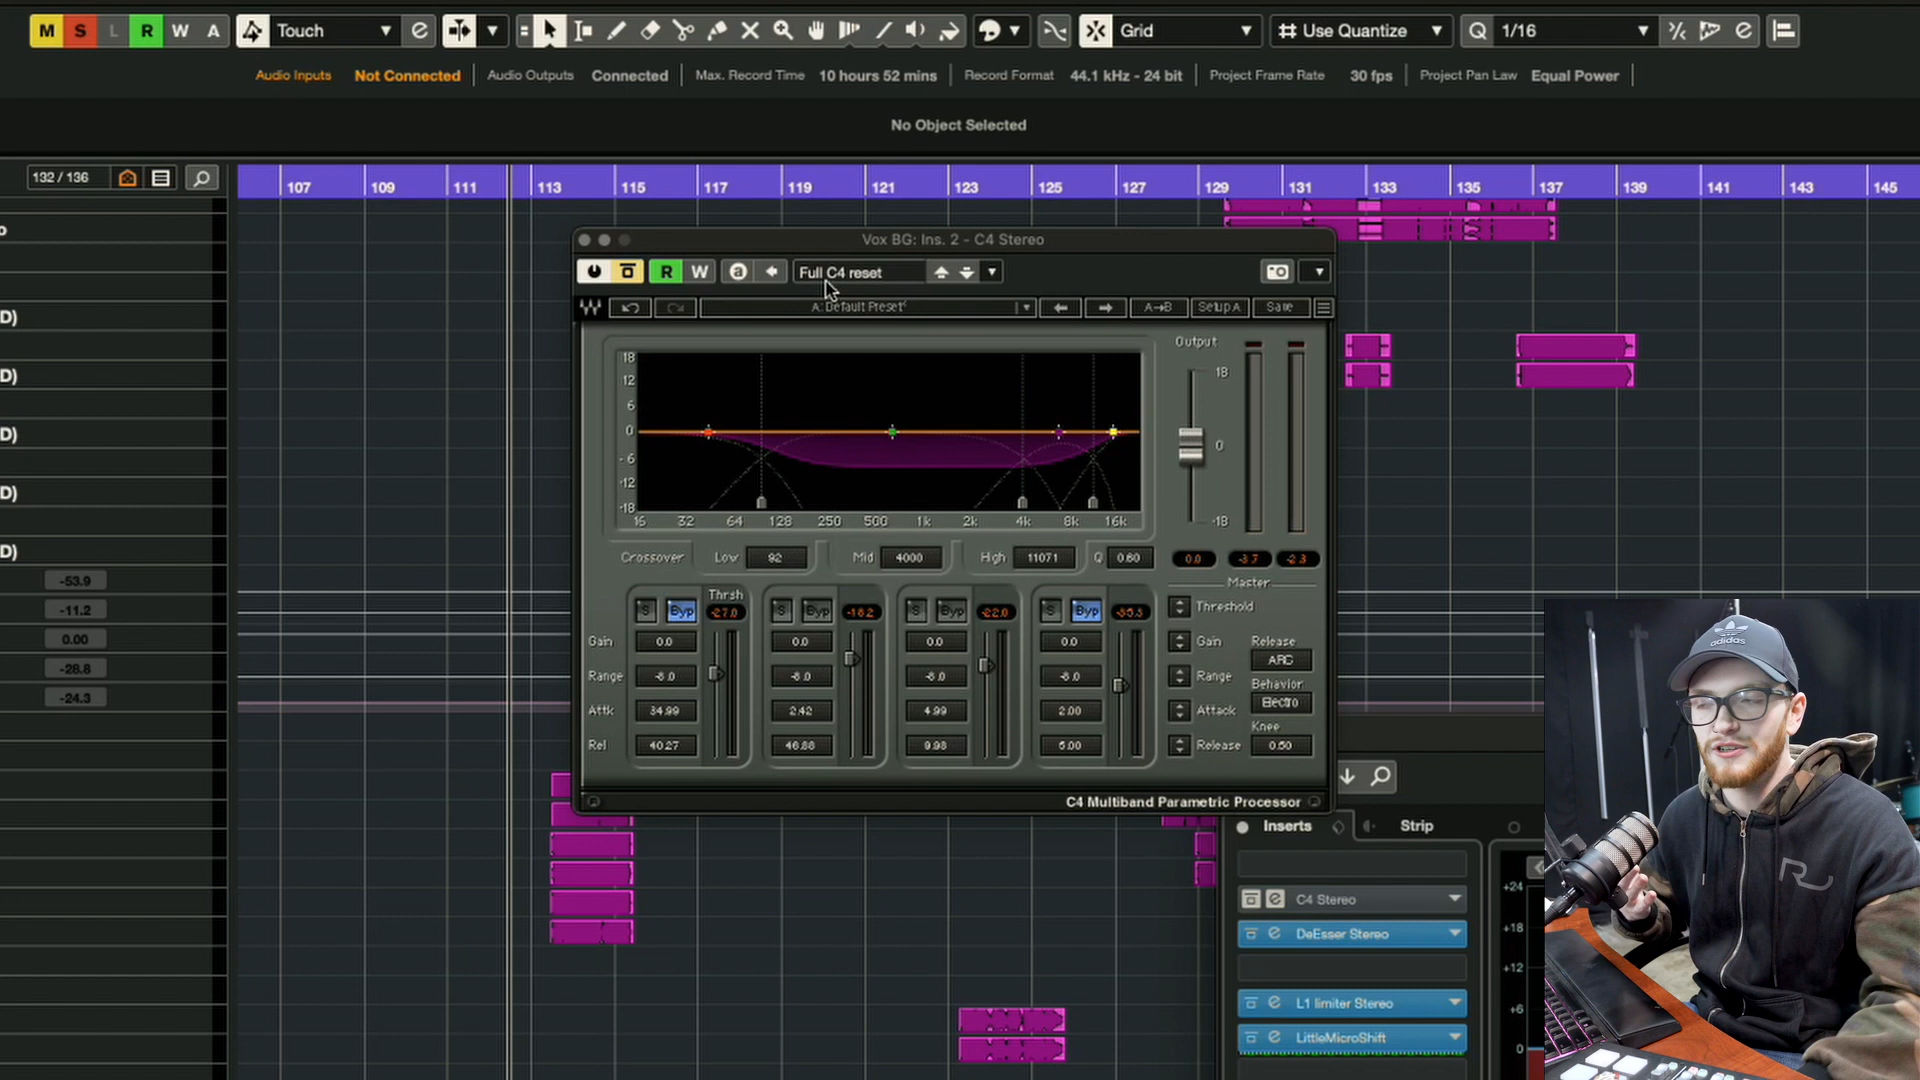 M S L R W A Touch e Grid Use Quantize Q 1/16 e
Audio Inputs Not Connected Audio Outputs Connected Max. Record Time 10 hours 52 mins Record Format 44.1 kHz - 24 bit Project Frame Rate 30 fps Project Pan Law Equal Power
No Object Selected
132 / 136
107 109 111 113 115 117 119 121 123 125 127 129 131 133 135 137 139 141 143 145
o
D)
D)
D)
D)
D)
-53.9
-11.2
0.00
-28.8
-24.3
Vox BG: Ins. 2 - C4 Stereo
R W a Full C4 reset
A: Default Preset* A→B Setup A Save
Output
18
12
6
0
-6
-12
-18
18
0
-18
16 32 64 128 250 500 1k 2k 4k 8k 16k
Crossover Low 92 Mid 4000 High 11071 Q 0.60 0.0 -3.7 -2.3
Master
Thrsh
S Byp -27.0 S Byp -18.2 S Byp -22.0 S Byp -35.5 Threshold
Gain 0.0 0.0 0.0 0.0 Gain Release
ARC
Range -8.0 -8.0 -8.0 -8.0 Range Behavior
Electro
Attk 34.99 2.42 4.99 2.00 Attack Knee
Rel 40.27 46.88 9.98 5.00 Release 0.50
C4 Multiband Parametric Processor
Inserts Strip
C4 Stereo
DeEsser Stereo
L1 limiter Stereo
LittleMicroShift
+24
+18
+12
+6
0
adidas